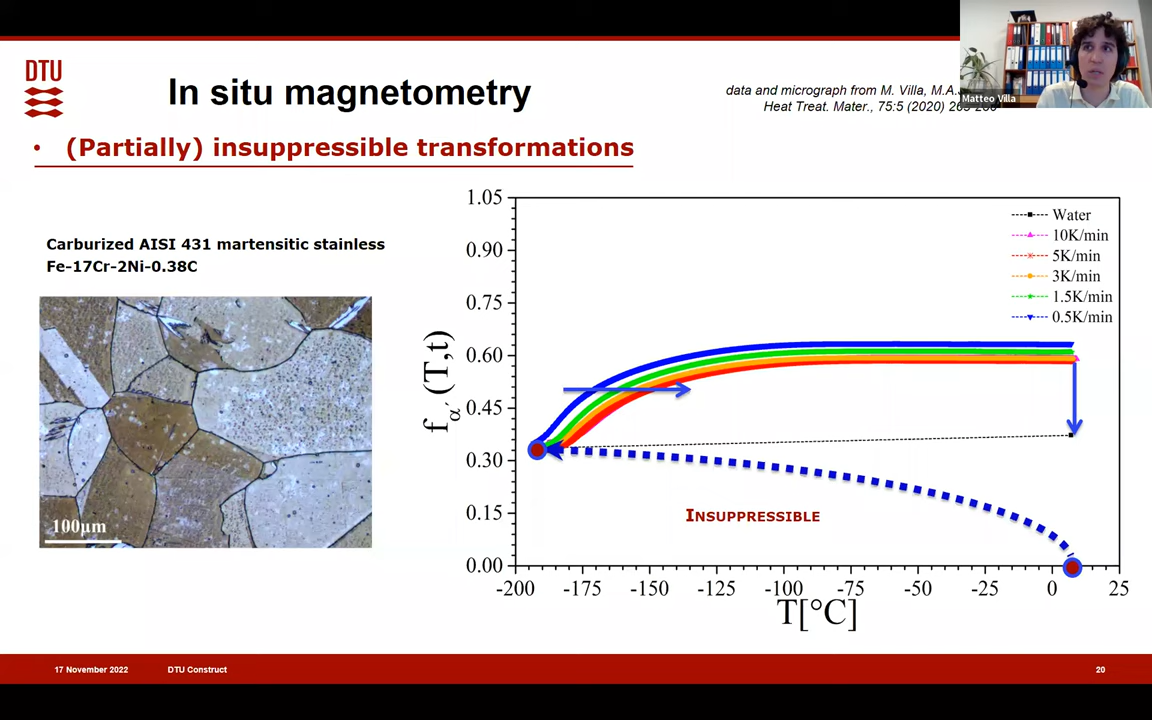 DTU
In situ magnetometry
data and micrograph from M. Villa, M.A.
Heat Treat. Mater., 75:5 (2020)
Matteo Villa
• (Partially) insuppressible transformations
Carburized AISI 431 martensitic stainless
Fe-17Cr-2Ni-0.38C
100µm
1.05
0.90
0.75
0.60
0.45
0.30
0.15
0.00
fα′ (T,t)
Water
10K/min
5K/min
3K/min
1.5K/min
0.5K/min
INSUPPRESSIBLE
-200 -175 -150 -125 -100 -75 -50 -25 0 25
T[°C]
17 November 2022 DTU Construct 20